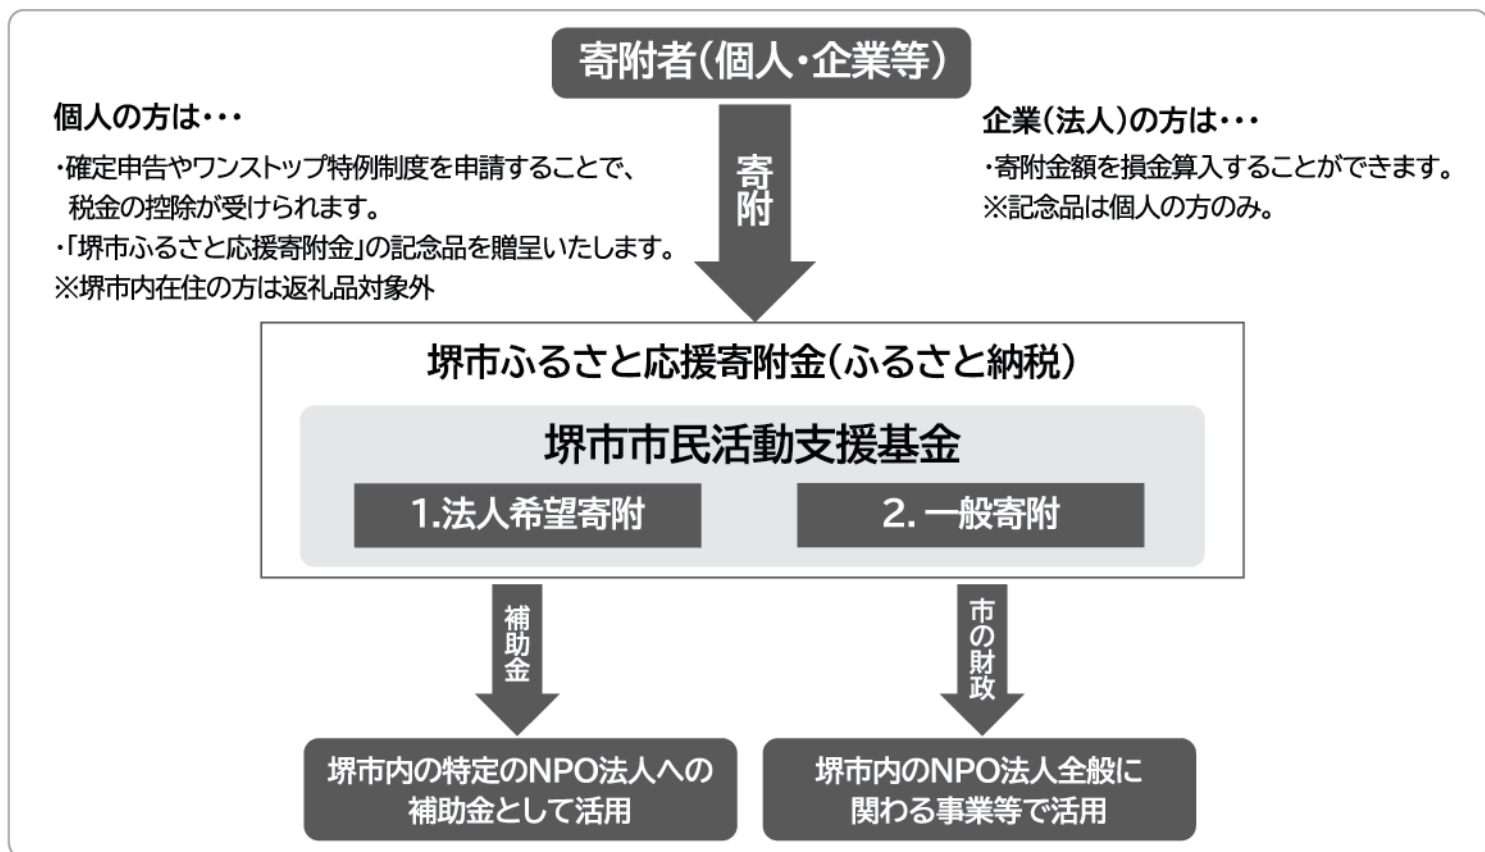 寄附者(個人・企業等)
個人の方は・・・
・確定申告やワンストップ特例制度を申請することで、
税金の控除が受けられます。
・「堺市ふるさと応援寄附金」の記念品を贈呈いたします。
※堺市内在住の方は返礼品対象外
寄附
企業(法人)の方は・・・
・寄附金額を損金算入することができます。
※記念品は個人の方のみ。
堺市ふるさと応援寄附金(ふるさと納税)
堺市市民活動支援基金
1.法人希望寄附
2.一般寄附
補助金
市の財政
堺市内の特定のNPO法人への
補助金として活用
堺市内のNPO法人全般に
関わる事業等で活用